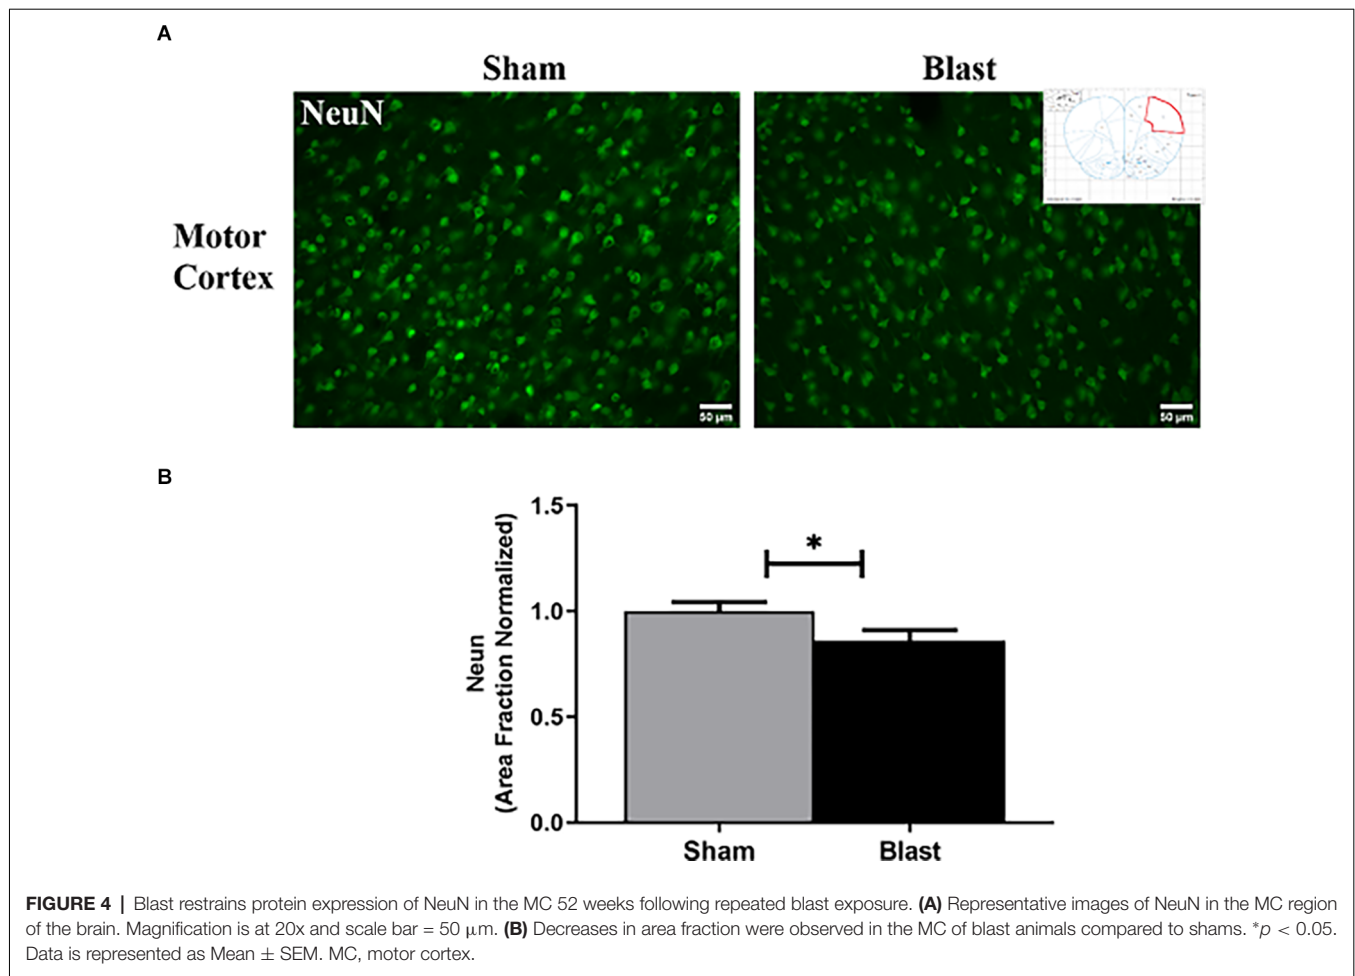 A
Sham
Blast
NeuN
Motor
Cortex
50 µm
50 µm
B
1.5
1.0
0.5
0.0
*
Neun
(Area Fraction Normalized)
Sham
Blast
FIGURE 4 | Blast restrains protein expression of NeuN in the MC 52 weeks following repeated blast exposure. (A) Representative images of NeuN in the MC region
of the brain. Magnification is at 20x and scale bar = 50 µm. (B) Decreases in area fraction were observed in the MC of blast animals compared to shams. *p < 0.05.
Data is represented as Mean ± SEM. MC, motor cortex.